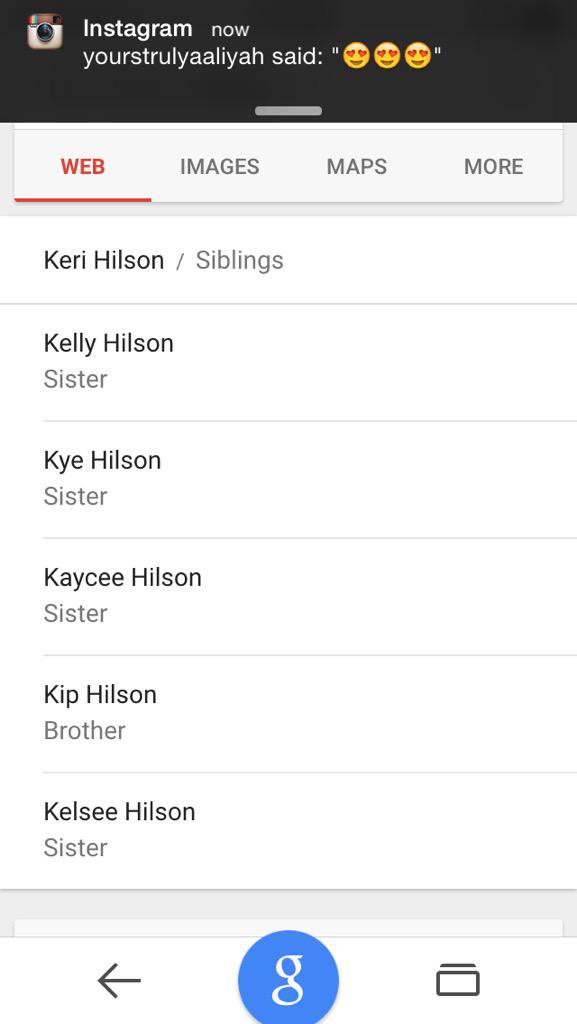 Instagram now
yourstrulyaaliyah said: "😍😍😍"
WEB IMAGES MAPS MORE
Keri Hilson / Siblings
Kelly Hilson
Sister
Kye Hilson
Sister
Kaycee Hilson
Sister
Kip Hilson
Brother
Kelsee Hilson
Sister
g